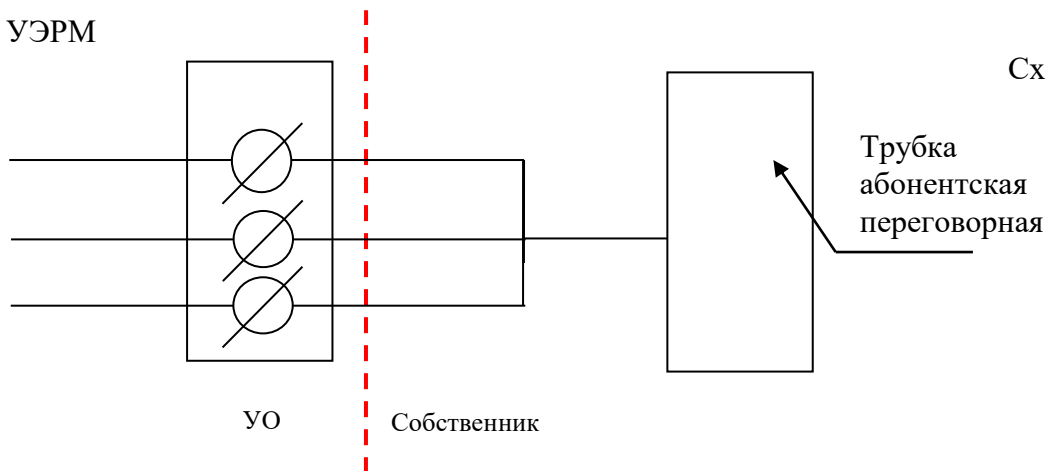 УЭРМ
Сх
Трубка
абонентская
переговорная
УО
Собственник